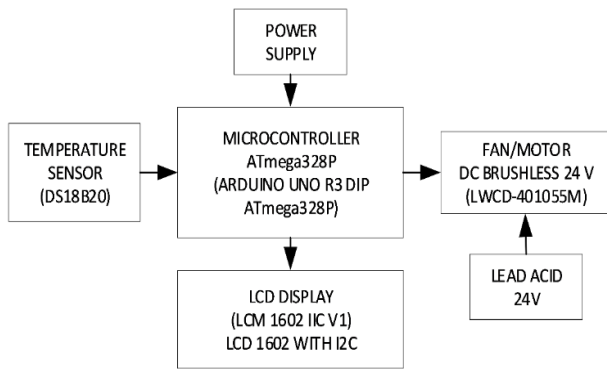 POWER
SUPPLY
TEMPERATURE
SENSOR
(DS18B20)
MICROCONTROLLER
ATmega328P
(ARDUINO UNO R3 DIP
ATmega328P)
FAN/MOTOR
DC BRUSHLESS 24 V
(LWCD-401055M)
LEAD ACID
24V
LCD DISPLAY
(LCM 1602 IIC V1)
LCD 1602 WITH I2C